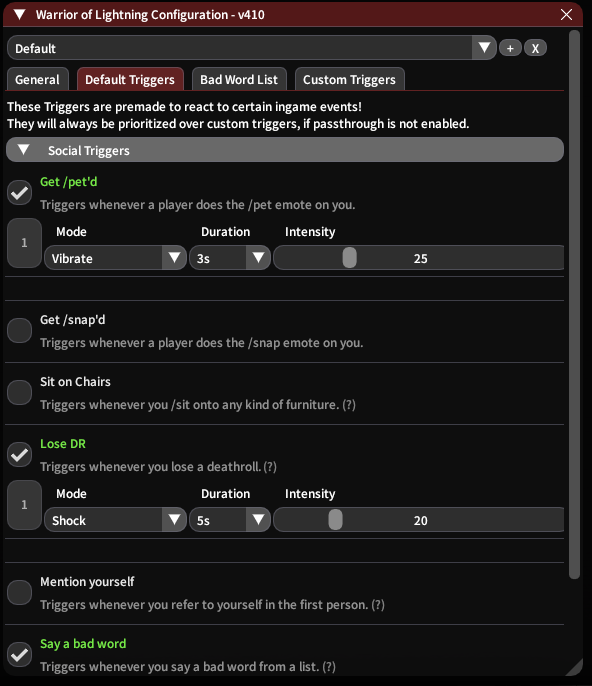 Warrior of Lightning Configuration - v410
Default + X
General Default Triggers Bad Word List Custom Triggers
These Triggers are premade to react to certain ingame events!
They will always be prioritized over custom triggers, if passthrough is not enabled.
Social Triggers
Get /pet'd
Triggers whenever a player does the /pet emote on you.
Mode Duration Intensity
1 Vibrate 3s 25
Get /snap'd
Triggers whenever a player does the /snap emote on you.
Sit on Chairs
Triggers whenever you /sit onto any kind of furniture. (?)
Lose DR
Triggers whenever you lose a deathroll. (?)
Mode Duration Intensity
1 Shock 5s 20
Mention yourself
Triggers whenever you refer to yourself in the first person. (?)
Say a bad word
Triggers whenever you say a bad word from a list. (?)